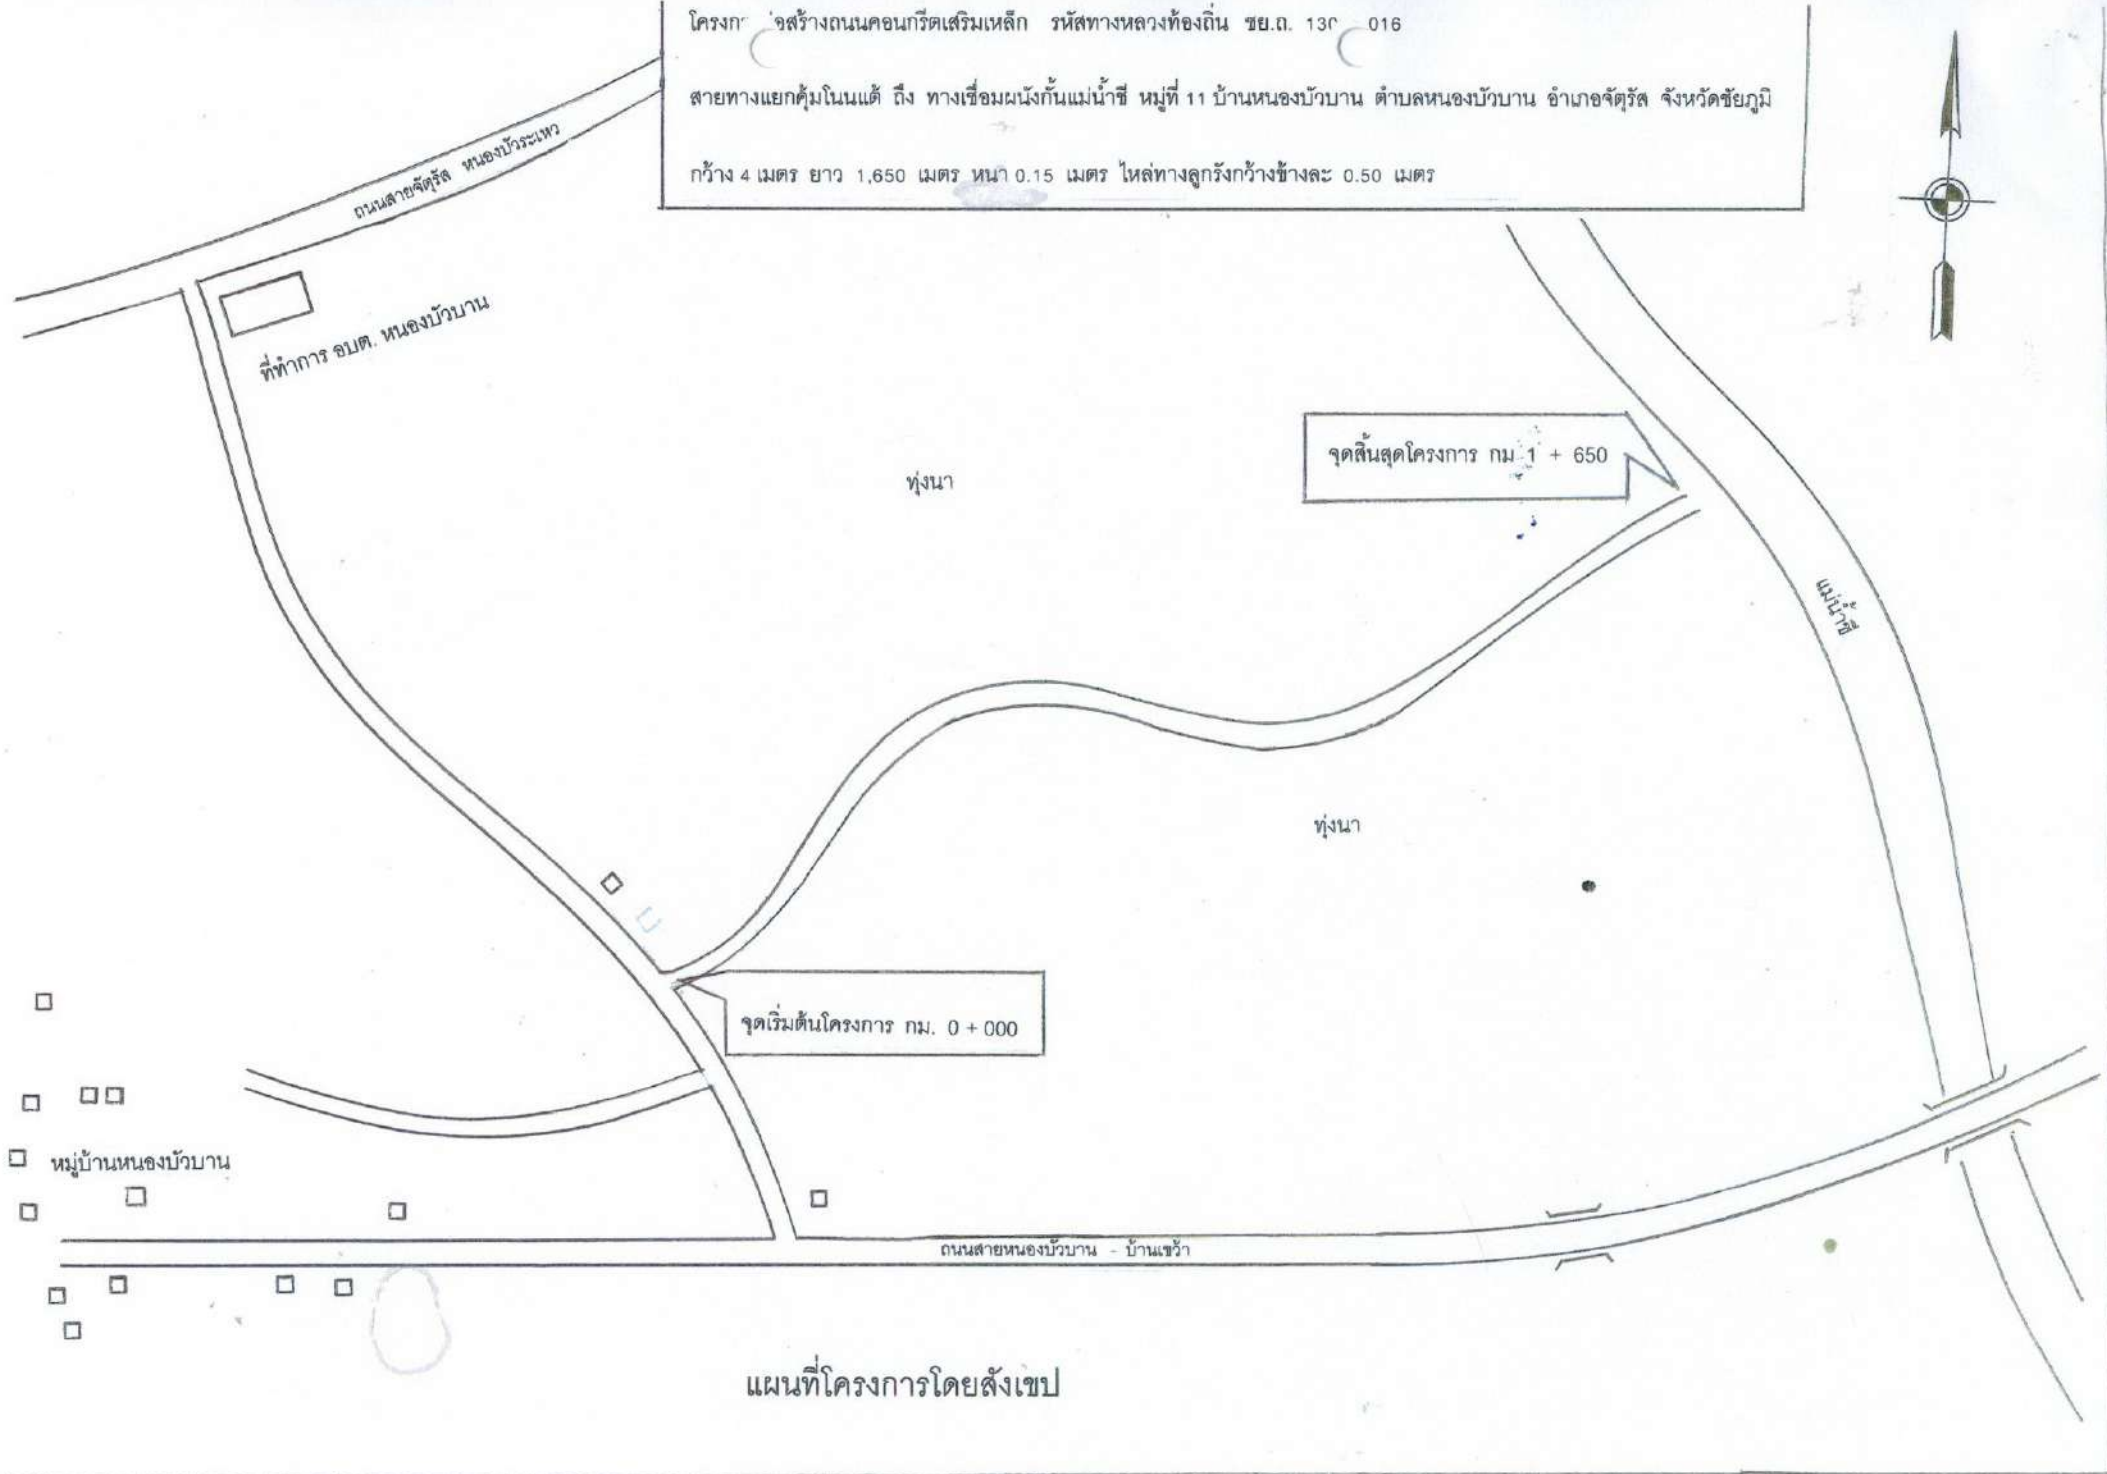 อสร้างถนนคอนกรีตเสริมเหล็ก รหัสทางหลวงท้องถิ่น ชย.ถ. 016
สายทางแยกคุ้มโนนแต้ ถึง ทางเชื่อมผนังกั้นแม่น้ำชี หมู่ที่ 11 บ้านหนองบัวบาน ตำบลหนองบัวบาน อำเภอจัตุรัส จังหวัดชัยภูมิ
กว้าง 4 เมตร ยาว 1,650 เมตร หนา 0.15 เมตร ไหล่ทางลูกรังกว้างข้างละ 0.50 เมตร
ถนนสายจัตุรัส หนองบัวระเหว
ที่ทำการ อบต. หนองบัวบาน
ทุ่งนา
จุดสิ้นสุดโครงการ กม 1 + 650
แม่น้ำชี
ทุ่งนา
จุดเริ่มต้นโครงการ กม. 0 + 000
หมู่บ้านหนองบัวบาน
ถนนสายหนองบัวบาน - บ้านเขว้า
แผนที่โครงการโดยสังเขป